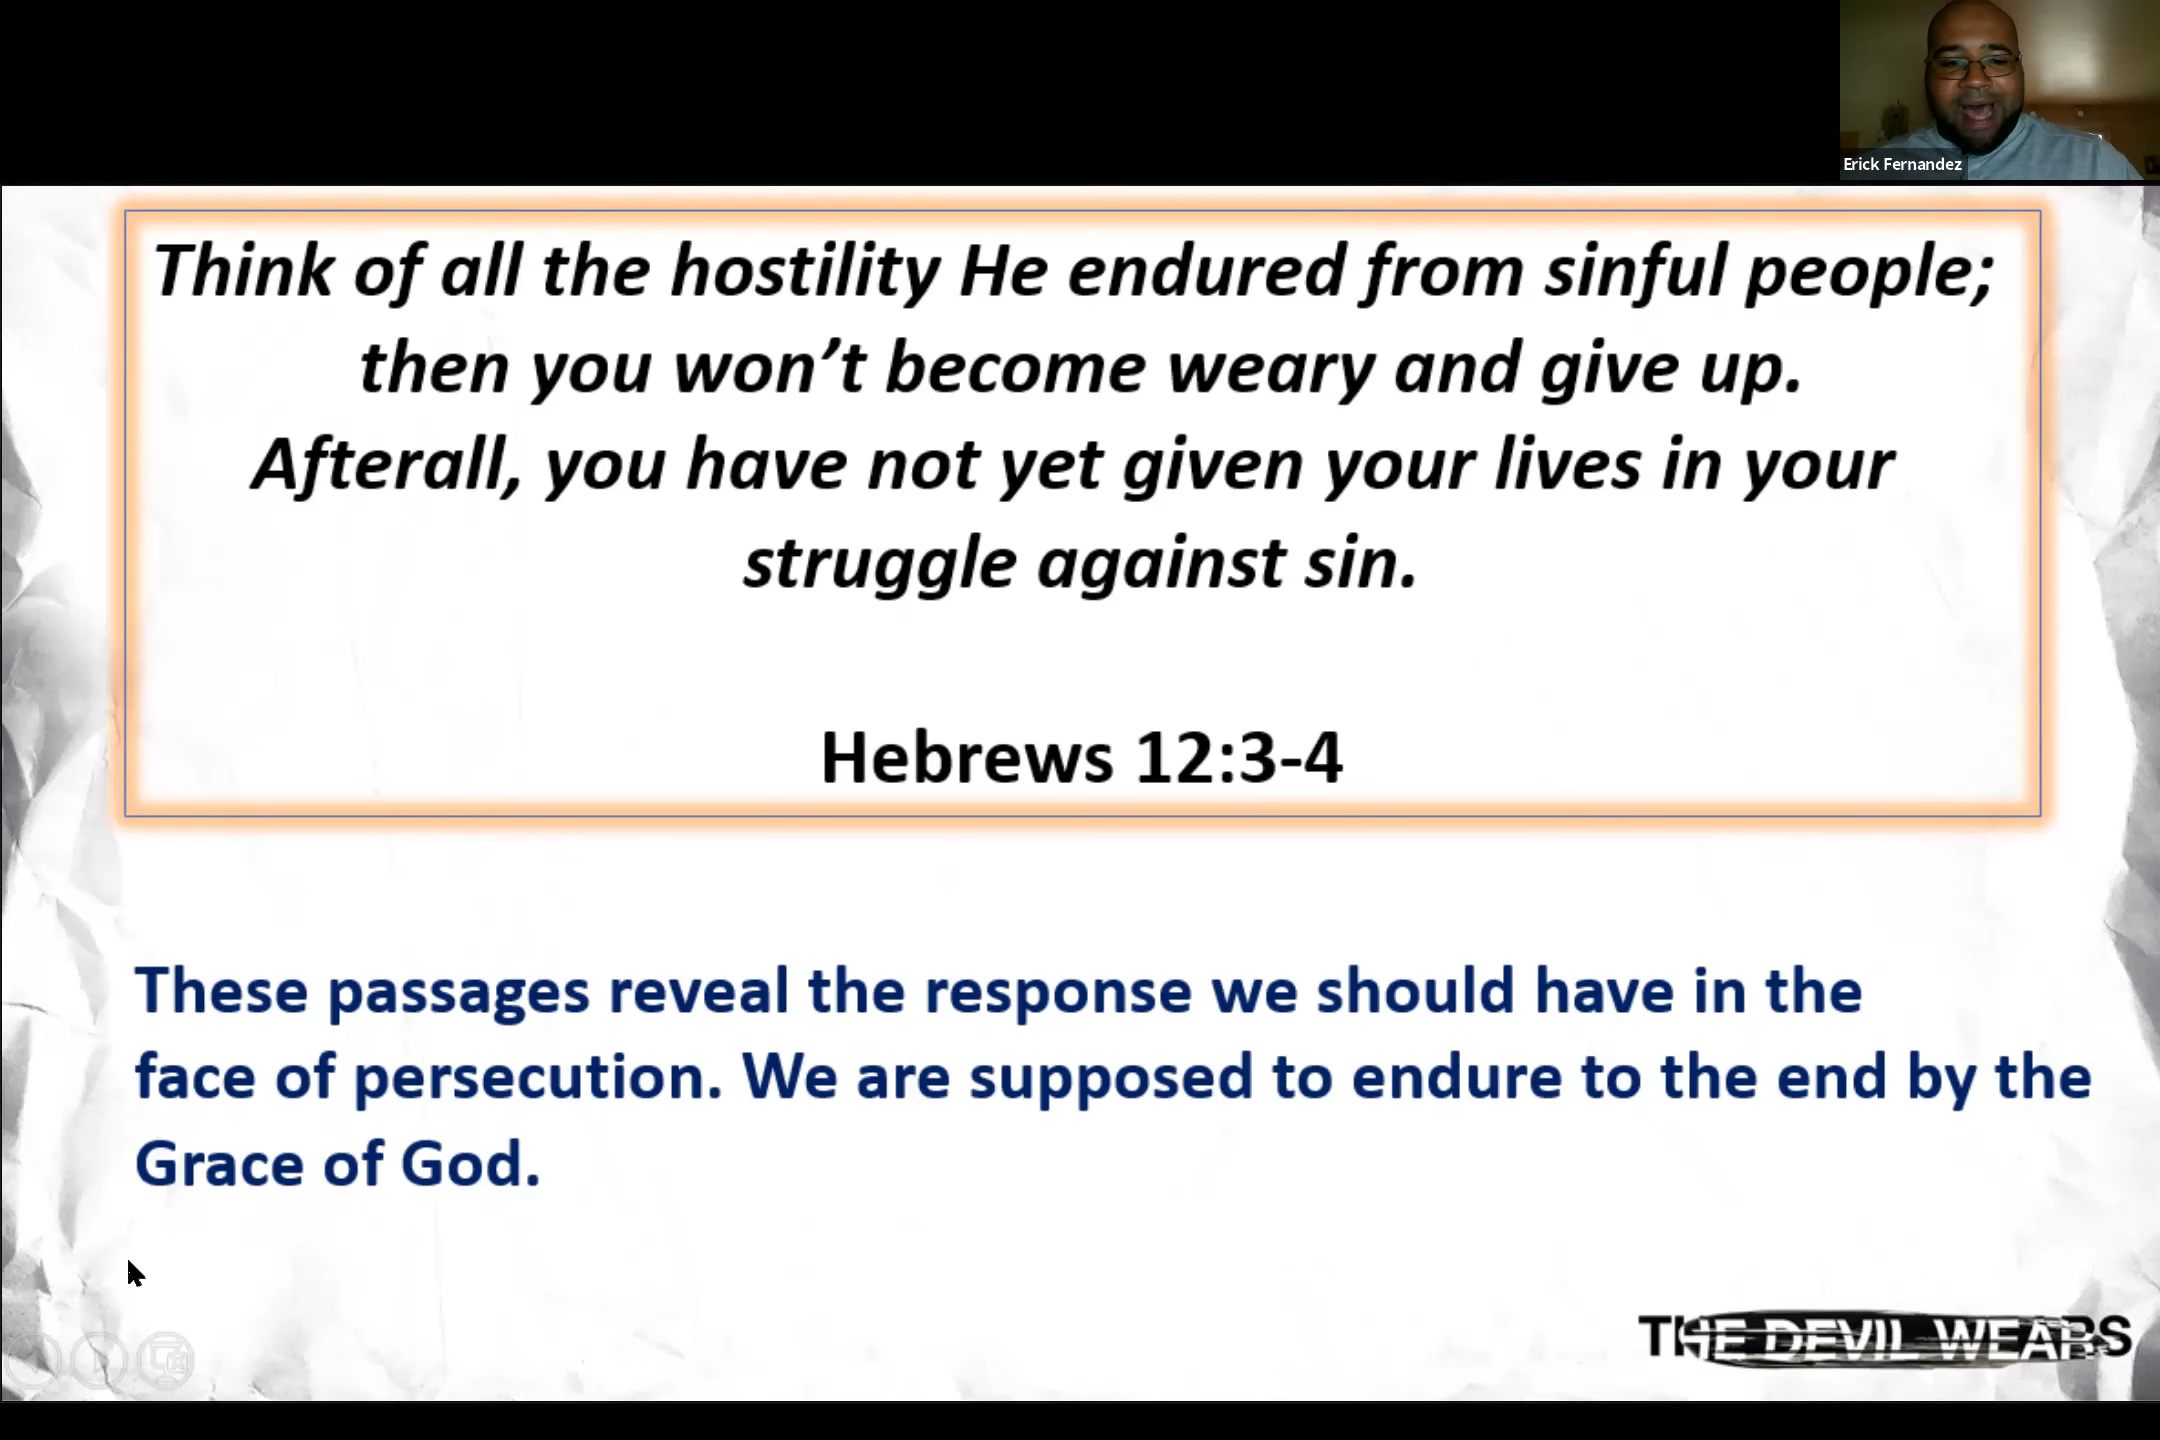 Erick Fernandez
Think of all the hostility He endured from sinful people;
then you won’t become weary and give up.
Afterall, you have not yet given your lives in your
struggle against sin.
Hebrews 12:3-4
These passages reveal the response we should have in the
face of persecution. We are supposed to endure to the end by the
Grace of God.
THE DEVIL WEARS